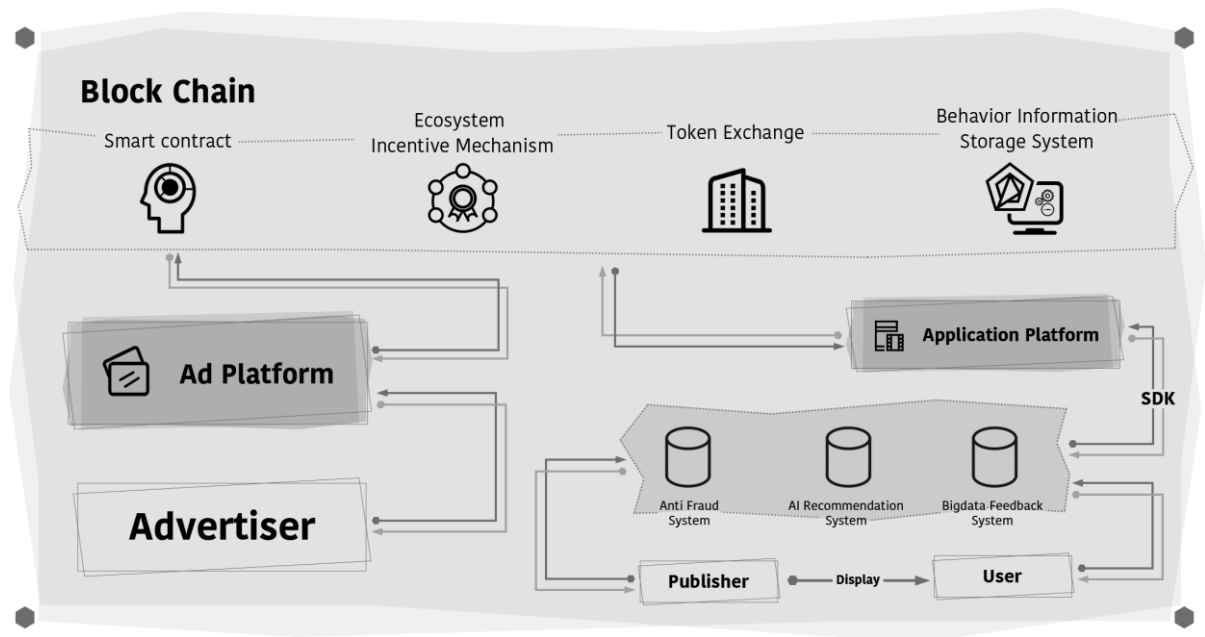 Block Chain
Smart contract
Ecosystem
Incentive Mechanism
Token Exchange
Behavior Information
Storage System
Ad Platform
Application Platform
SDK
Anti Fraud
System
AI Recommendation
System
Bigdata Feedback
System
Advertiser
Publisher
Display
User